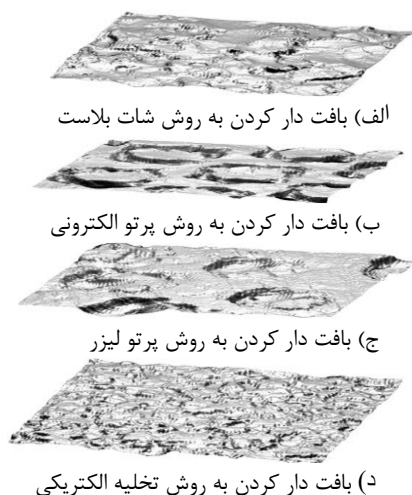 الف) بافت دار کردن به روش شات بلاست
ب) بافت دار کردن به روش پرتو الکترونی
ج) بافت دار کردن به روش پرتو لیزر
د) بافت دار کردن به روش تخلیه الکتریکی